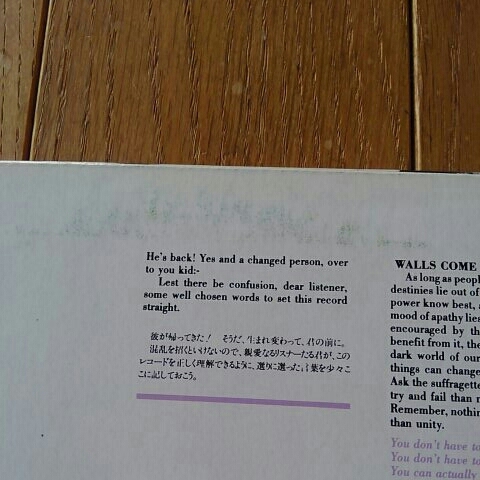 He's back! Yes and a changed person, over
to you kid:-
Lest there be confusion, dear listener,
some well chosen words to set this record
straight.
彼が帰ってきた! そうだ、生まれ変わって、君の前に。
混乱を招くといけないので、親愛なるリスナーたる君が、この
レコードを正しく理解できるように、選りに選った言葉を少々こ
こに記しておこう。
WALLS COME
As long as peopl
destinies lie out of
power know best, a
mood of apathy lies
encouraged by th
benefit from it, the
dark world of our
things can change
Ask the suffragette
try and fail than n
Remember, nothin
than unity.
You don't have to
You don't have to
You can actually